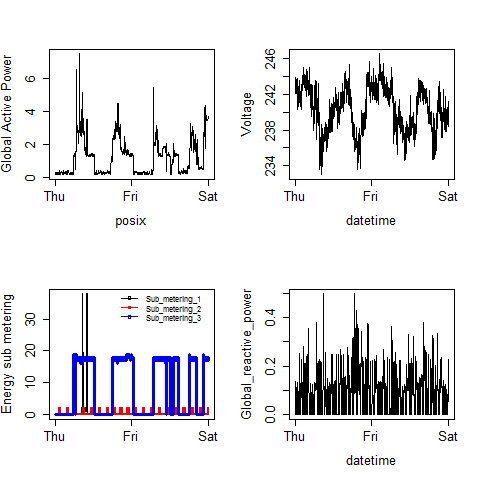 Global Active Power
0 2 4 6
Thu Fri Sat
posix
Voltage
234 238 242 246
Thu Fri Sat
datetime
Energy sub metering
0 10 20 30
Sub_metering_1
Sub_metering_2
Sub_metering_3
Thu Fri Sat
Global_reactive_power
0.0 0.2 0.4
Thu Fri Sat
datetime